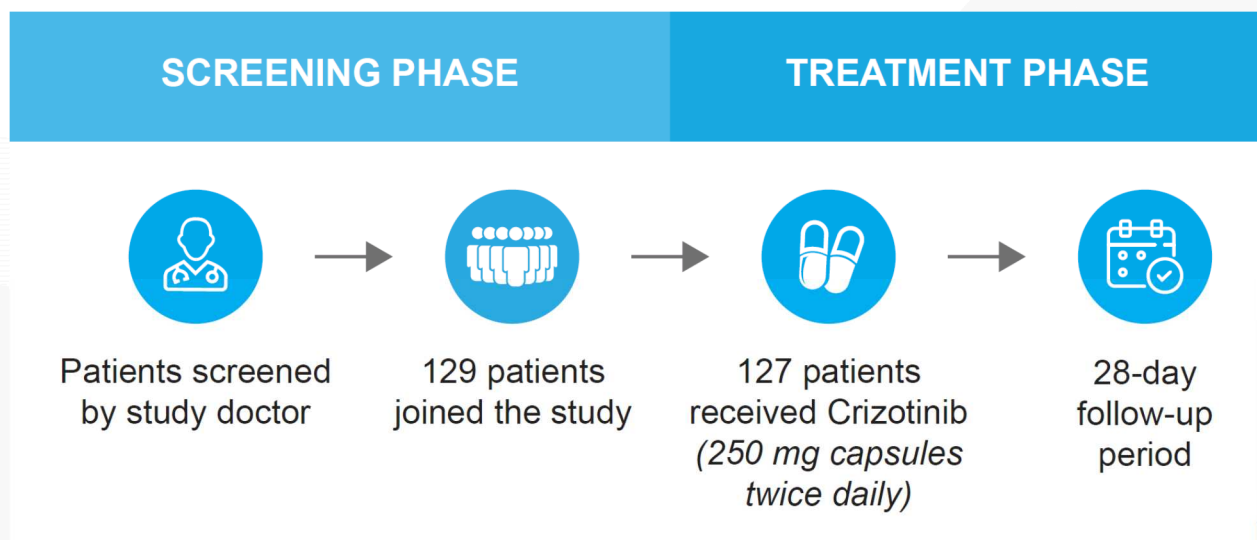 SCREENING PHASE
TREATMENT PHASE
Patients screened
by study doctor
129 patients
joined the study
127 patients
received Crizotinib
(250 mg capsules
twice daily)
28-day
follow-up
period